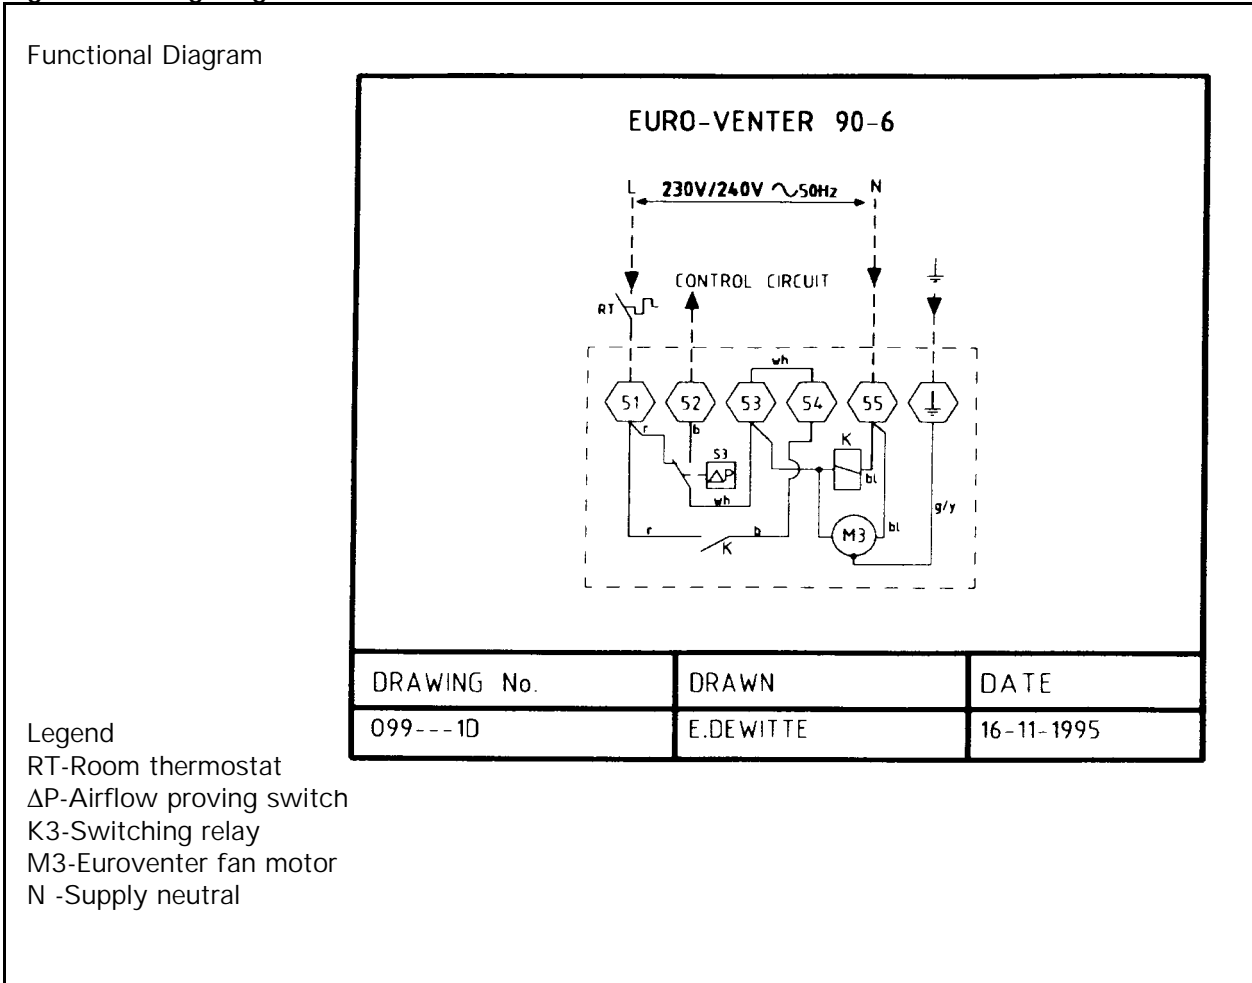 Functional Diagram
EURO-VENTER 90-6
L 230V/240V ∿50Hz N
CONTROL CIRCUIT
RT
wh
51 52 53 54 55
r b K
S3
ΔP
bl
wh
g/y
r b M3 bl
K
DRAWING No. DRAWN DATE
099---1D E.DEWITTE 16-11-1995
Legend
RT-Room thermostat
ΔP-Airflow proving switch
K3-Switching relay
M3-Euroventer fan motor
N -Supply neutral